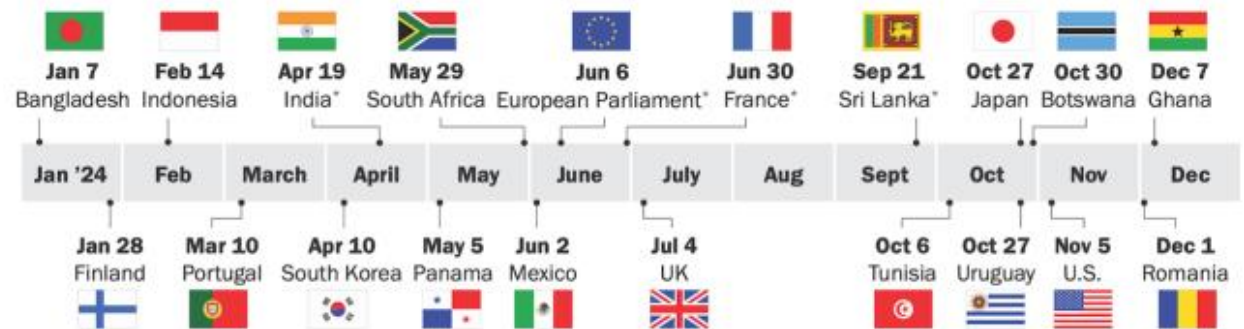 Jan 7 Feb 14 Apr 19 May 29 Jun 6 Jun 30 Sep 21 Oct 27 Oct 30 Dec 7
Bangladesh Indonesia India* South Africa European Parliament* France* Sri Lanka* Japan Botswana Ghana
Jan '24 Feb March April May June July Aug Sept Oct Nov Dec
Jan 28 Mar 10 Apr 10 May 5 Jun 2 Jul 4 Oct 6 Oct 27 Nov 5 Dec 1
Finland Portugal South Korea Panama Mexico UK Tunisia Uruguay U.S. Romania